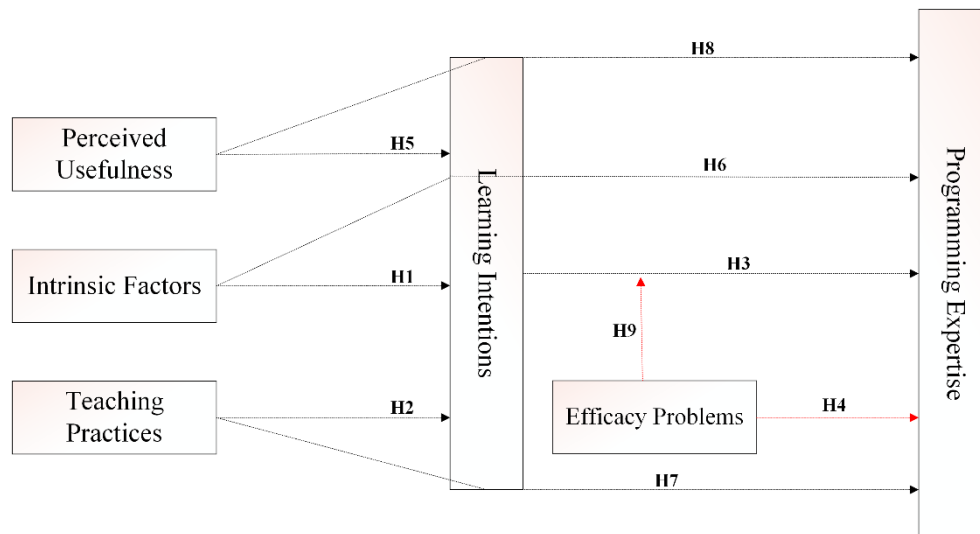 H8
Perceived
Usefulness
H5
Learning Intentions
H6
Programming Expertise
Intrinsic Factors
H1
H3
H9
Teaching
Practices
H2
Efficacy Problems
H4
H7